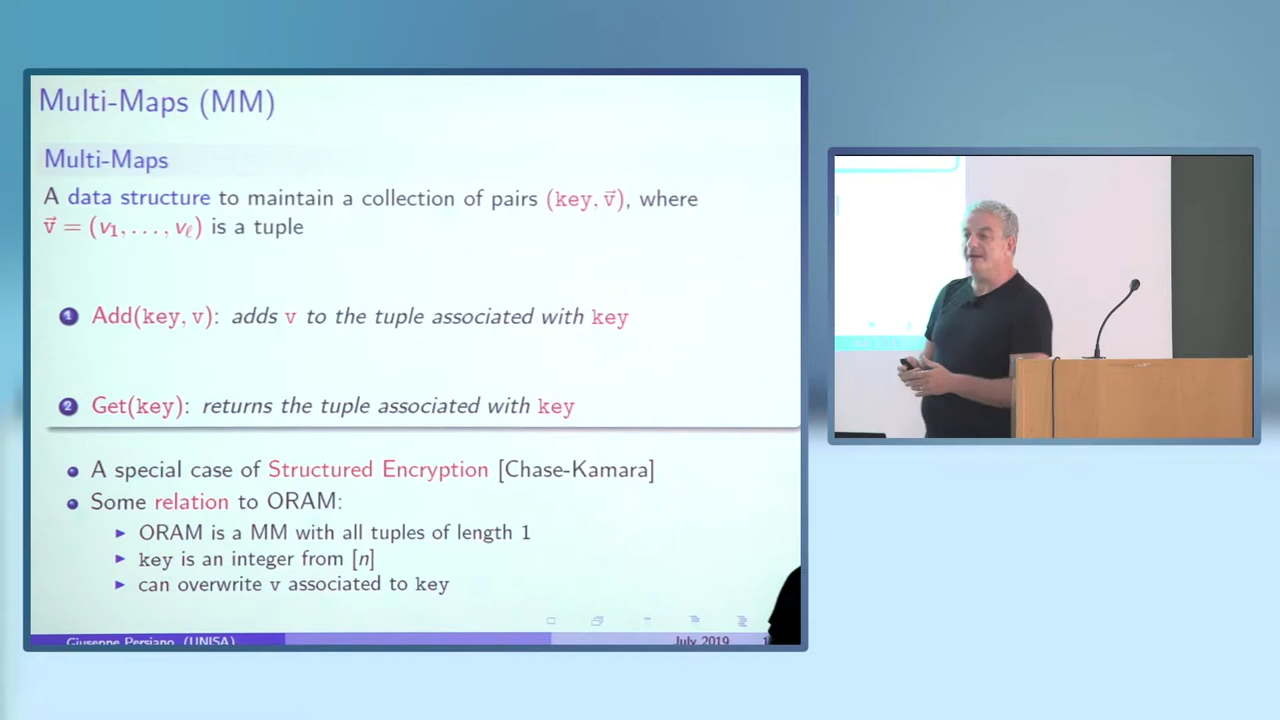 Multi-Maps (MM)
Multi-Maps
A data structure to maintain a collection of pairs (key, v⃗), where
v⃗ = (v₁, . . . , vℓ) is a tuple
1 Add(key, v): adds v to the tuple associated with key
2 Get(key): returns the tuple associated with key
• A special case of Structured Encryption [Chase-Kamara]
• Some relation to ORAM:
▶ ORAM is a MM with all tuples of length 1
▶ key is an integer from [n]
▶ can overwrite v associated to key
Giuseppe Persiano (UNISA) July 2019